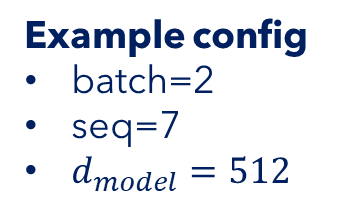 Example config
• batch=2
• seq=7
• d_model = 512